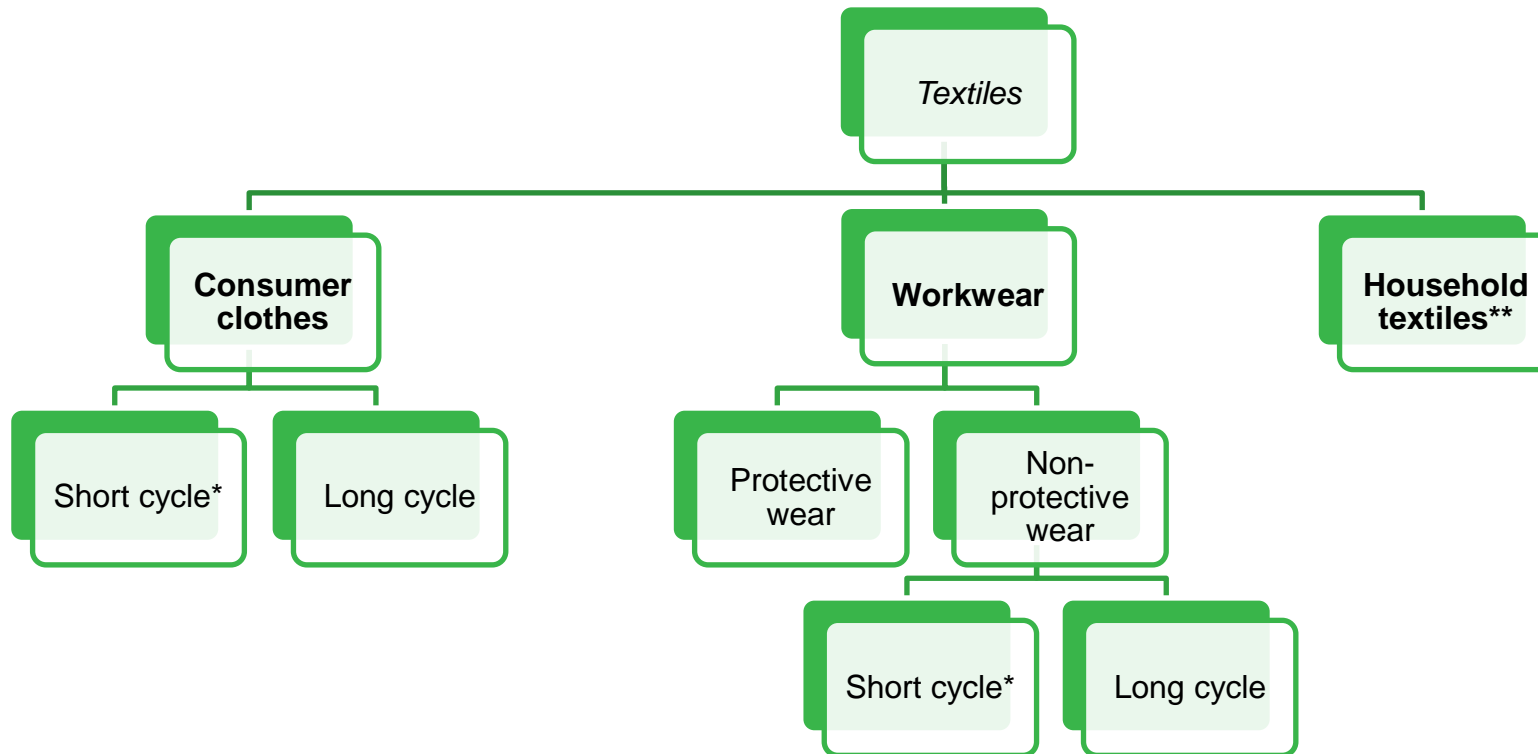 Textiles
Consumer
clothes
Workwear
Household
textiles**
Short cycle*
Long cycle
Protective
wear
Non-
protective
wear
Short cycle*
Long cycle